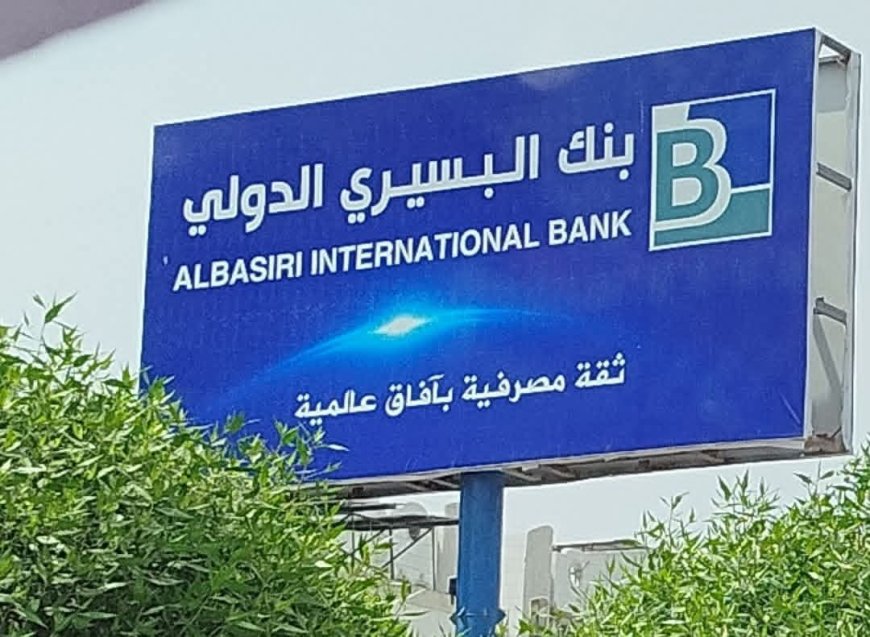 بنك البسيري الدولي
ALBASIRI INTERNATIONAL BANK
ثقة مصرفية بآفاق عالمية
B